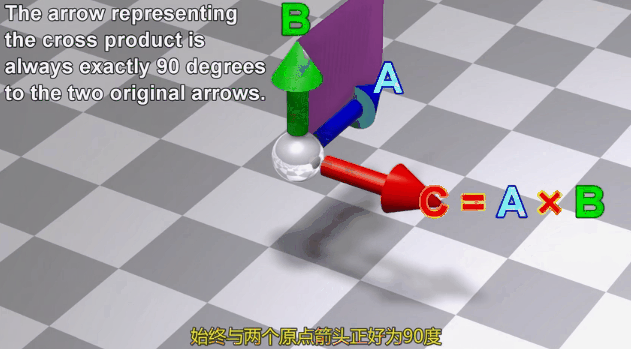 The arrow representing
the cross product is
always exactly 90 degrees
to the two original arrows.
B
A
C = A × B
始终与两个原点箭头正好为90度